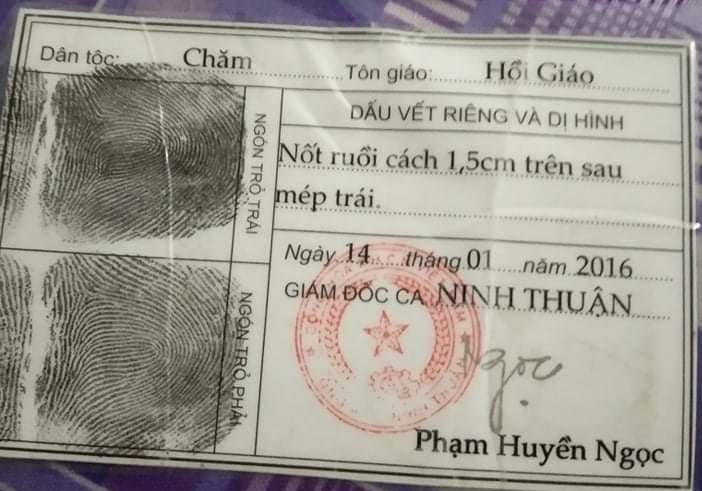 Dân tộc: Chăm Tôn giáo: Hồi Giáo
DẤU VẾT RIÊNG VÀ DỊ HÌNH
Nốt ruồi cách 1,5cm trên sau
mép trái.
NGÓN TRỎ TRÁI
Ngày 14 tháng 01 năm 2016
GIÁM ĐỐC CA NINH THUẬN
NGÓN TRỎ PHẢI
Ngọc
Phạm Huyền Ngọc